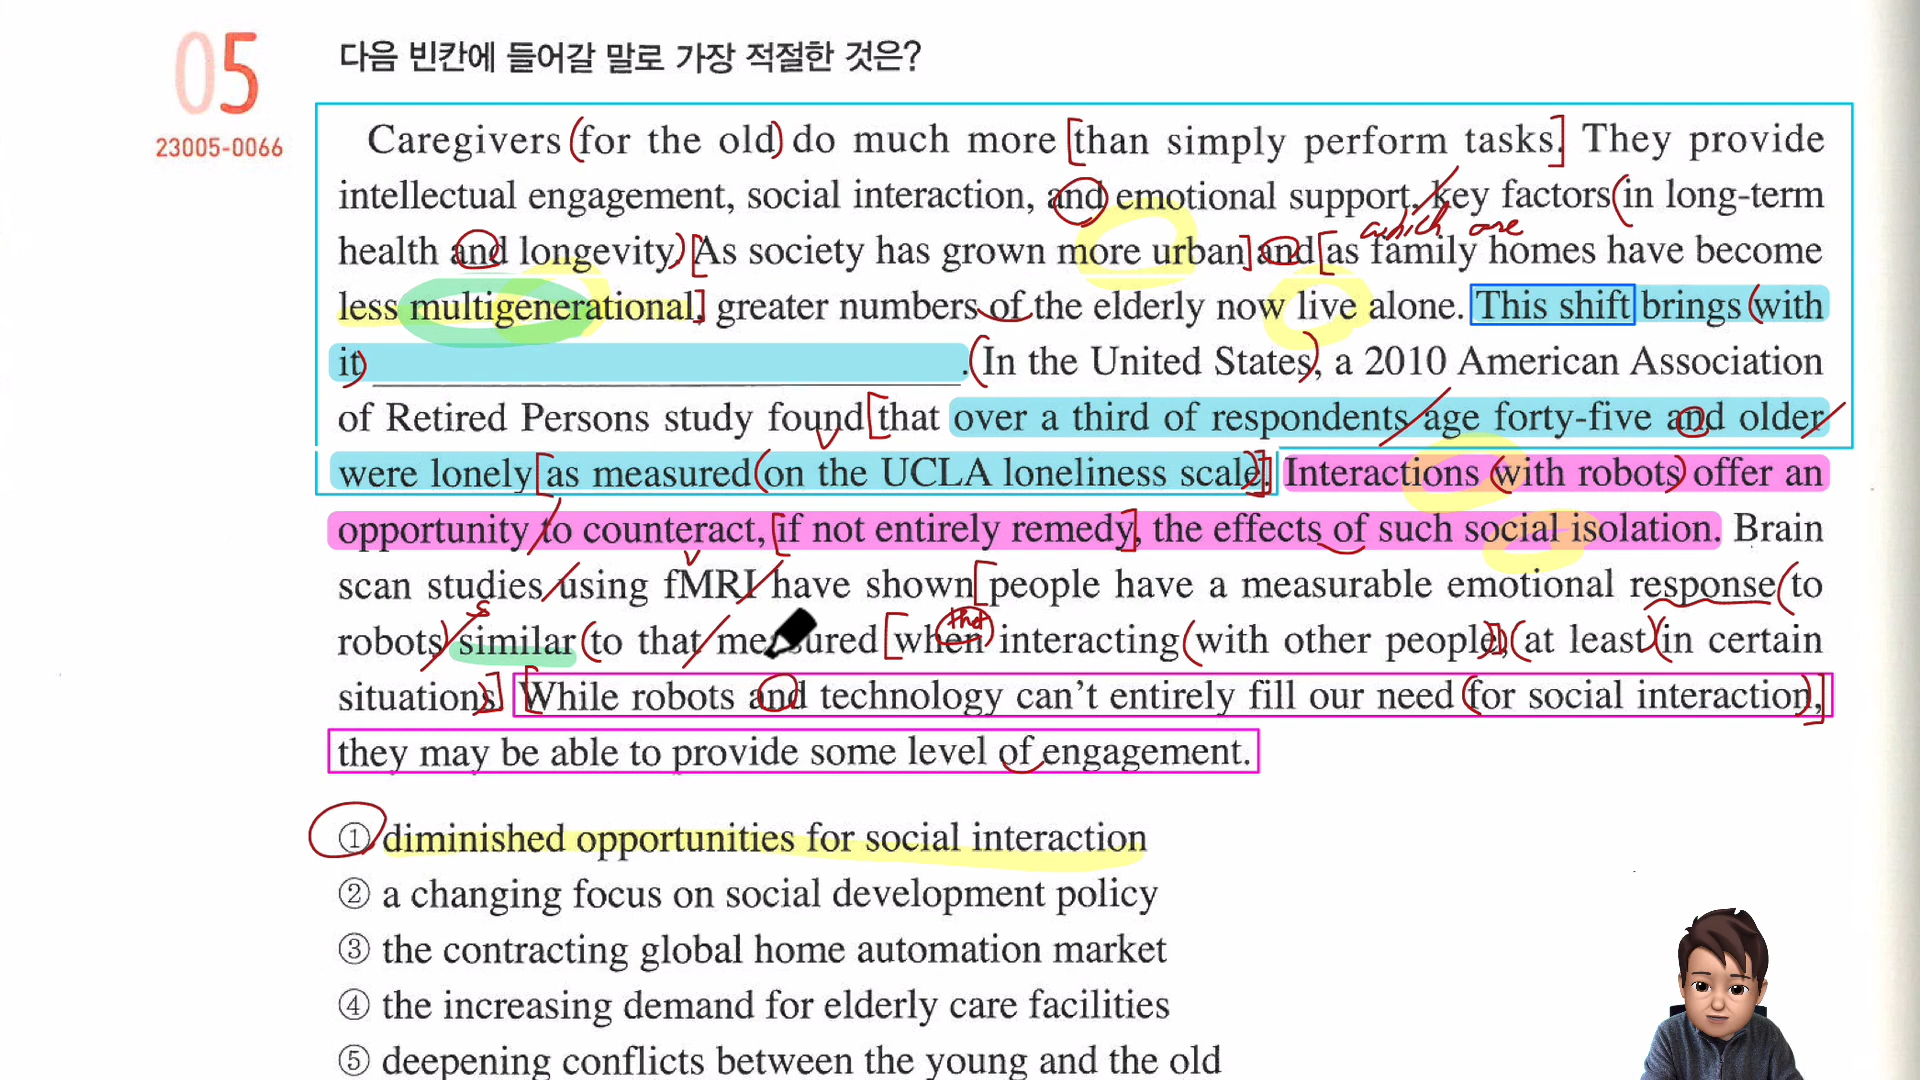 05
23005-0066
다음 빈칸에 들어갈 말로 가장 적절한 것은?
Caregivers for the old do much more than simply perform tasks. They provide
intellectual engagement, social interaction, and emotional support, key factors in long-term
which are
health and longevity. As society has grown more urban and as family homes have become
less multigenerational, greater numbers of the elderly now live alone. This shift brings with
it ______________.  In the United States, a 2010 American Association
of Retired Persons study found that over a third of respondents age forty-five and older
were lonely as measured on the UCLA loneliness scale. Interactions with robots offer an
opportunity to counteract, if not entirely remedy, the effects of such social isolation. Brain
scan studies using fMRI have shown people have a measurable emotional response to
s
that
robots similar to that measured when interacting with other people, at least in certain
situations. While robots and technology can't entirely fill our need for social interaction,
they may be able to provide some level of engagement.
① diminished opportunities for social interaction
② a changing focus on social development policy
③ the contracting global home automation market
④ the increasing demand for elderly care facilities
⑤ deepening conflicts between the young and the old